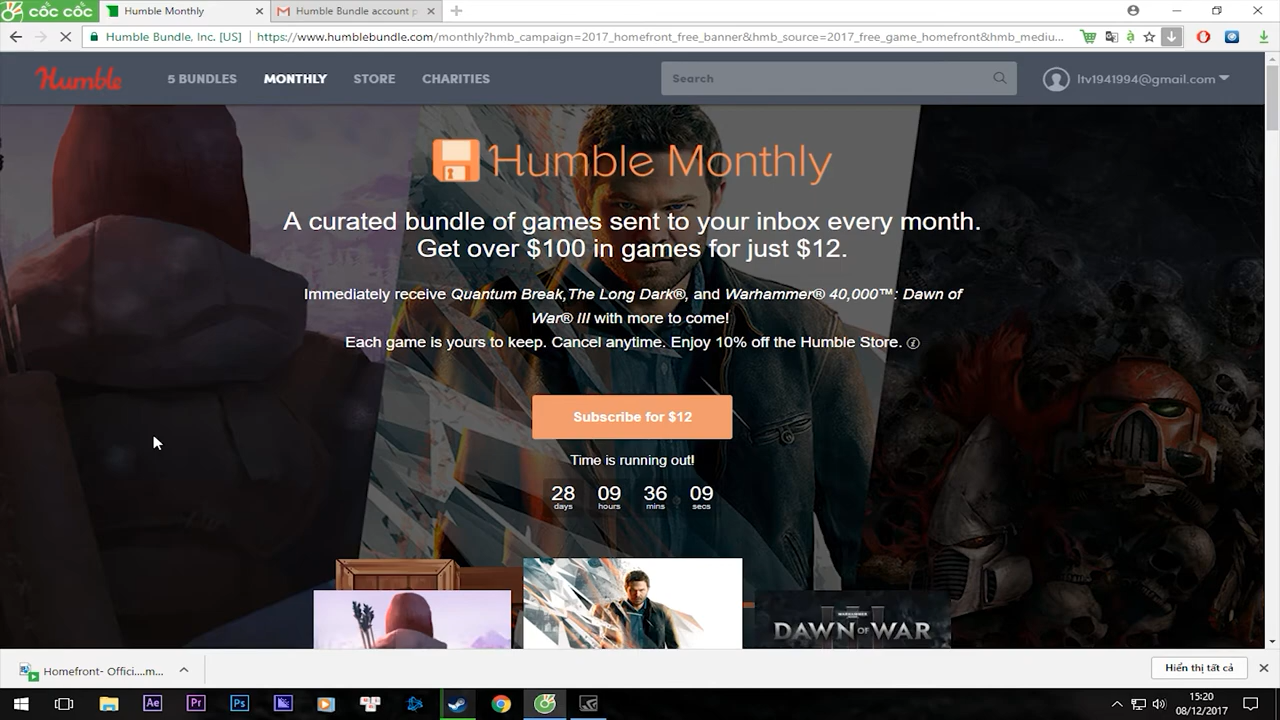 cốc cốc
Humble Monthly
Humble Bundle account p
Humble Bundle, Inc. [US]
https://www.humblebundle.com/monthly?hmb_campaign=2017_homefront_free_banner&hmb_source=2017_free_game_homefront&hmb_mediu...
Humble
5 BUNDLES
MONTHLY
STORE
CHARITIES
Search
ltv1941994@gmail.com
Humble Monthly
A curated bundle of games sent to your inbox every month.
Get over $100 in games for just $12.
Immediately receive Quantum Break,The Long Dark®, and Warhammer® 40,000™: Dawn of
War® III with more to come!
Each game is yours to keep. Cancel anytime. Enjoy 10% off the Humble Store.
Subscribe for $12
Time is running out!
28 09 36 09
days hours mins secs
WARHAMMER
DAWN OF WAR
Homefront- Offici....m...
Hiển thị tất cả
Ae
Pr
Ps
15:20
08/12/2017